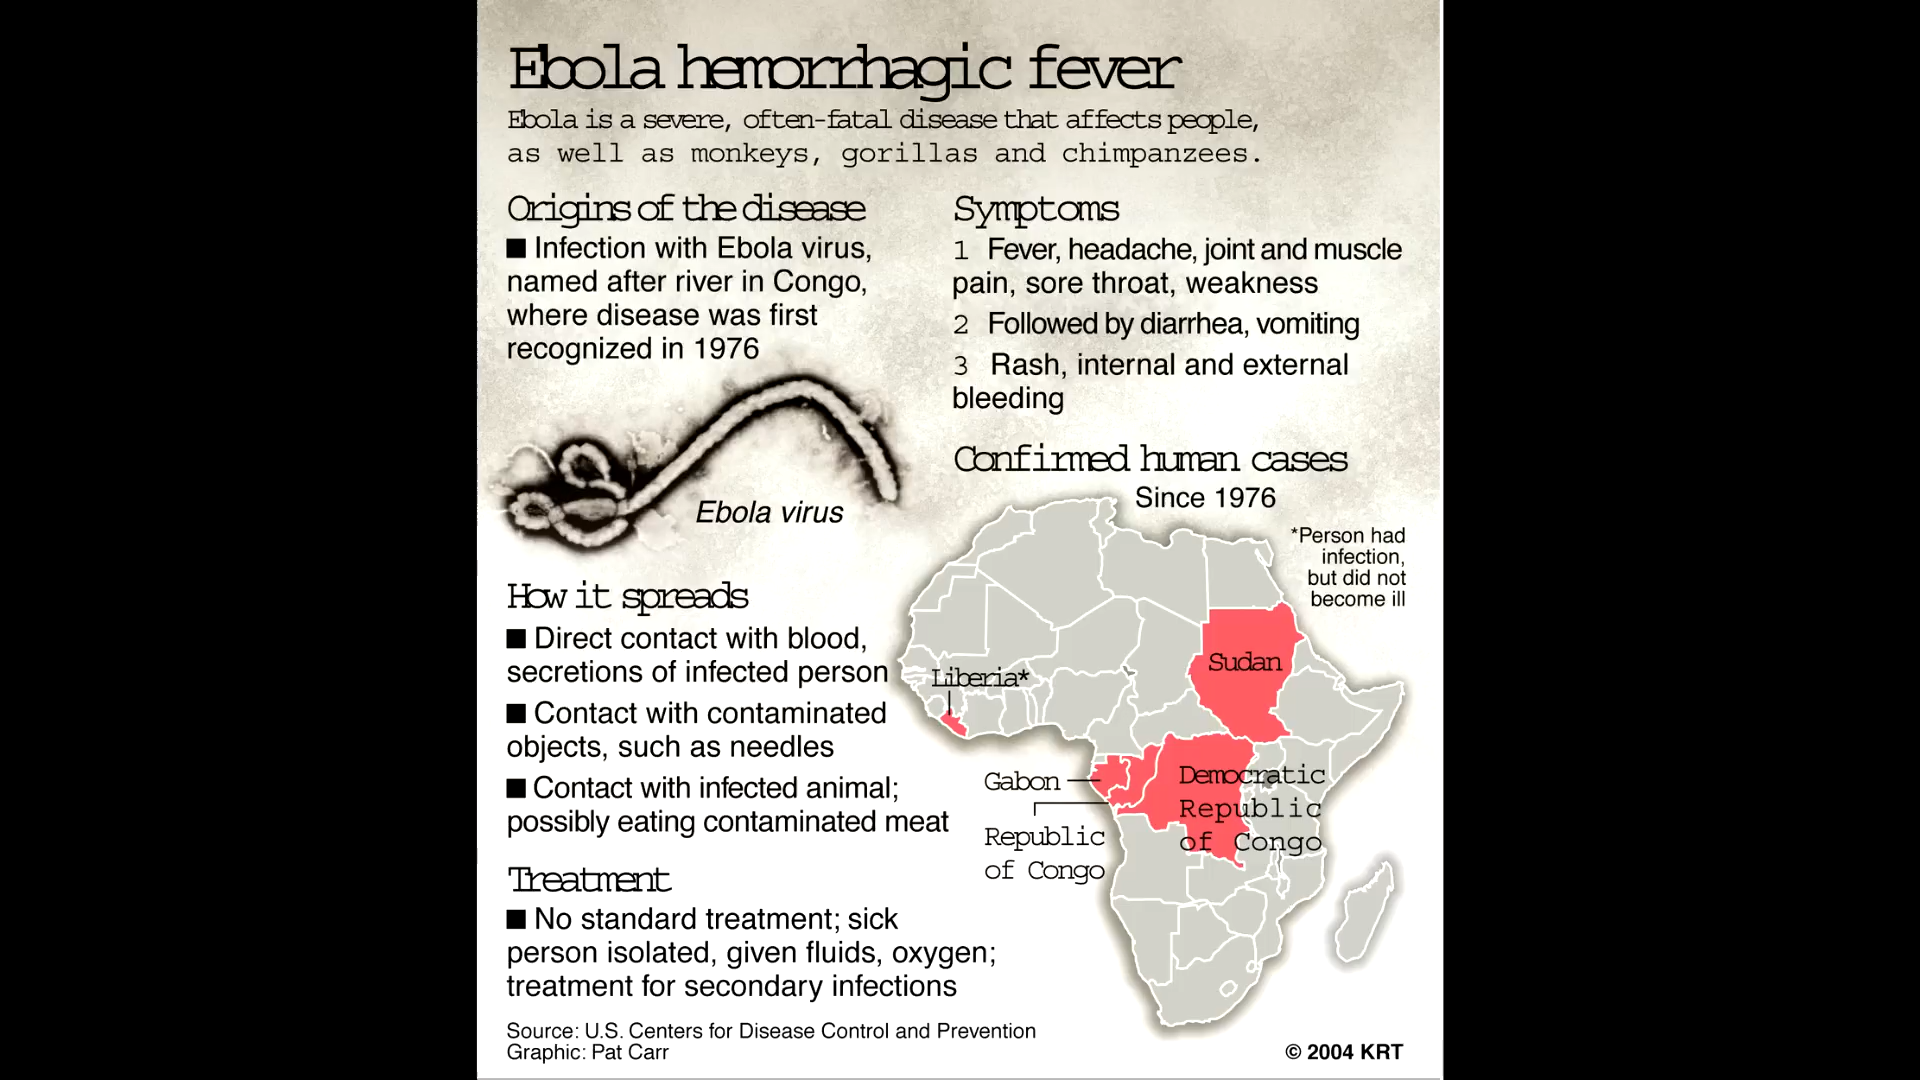 Ebola hemorrhagic fever
Ebola is a severe, often-fatal disease that affects people,
as well as monkeys, gorillas and chimpanzees.
Origins of the disease
■ Infection with Ebola virus,
named after river in Congo,
where disease was first
recognized in 1976
Ebola virus
How it spreads
■ Direct contact with blood,
secretions of infected person
■ Contact with contaminated
objects, such as needles
■ Contact with infected animal;
possibly eating contaminated meat
Treatment
■ No standard treatment; sick
person isolated, given fluids, oxygen;
treatment for secondary infections
Symptoms
1 Fever, headache, joint and muscle
pain, sore throat, weakness
2 Followed by diarrhea, vomiting
3 Rash, internal and external
bleeding
Confirmed human cases
Since 1976
*Person had
infection,
but did not
become ill
Sudan
Liberia*
Gabon
Republic
of Congo
Democratic
Republic
of Congo
Source: U.S. Centers for Disease Control and Prevention
Graphic: Pat Carr
© 2004 KRT